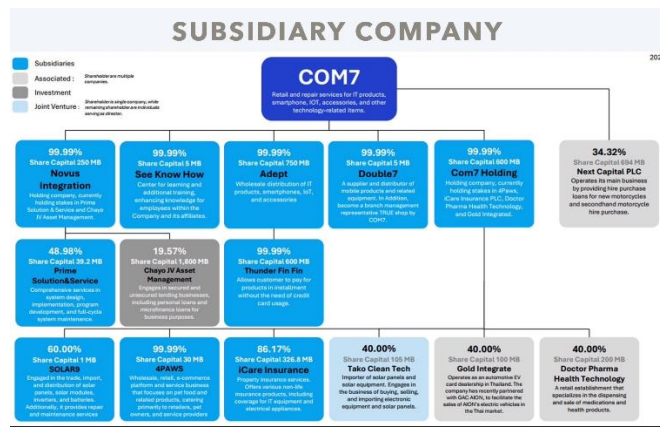 SUBSIDIARY COMPANY
202
Subsidiaries
Associated :
Shareholder are multiple
companies.
Investment
Joint Venture :
Shareholder is single company, while
remaining shareholder are individuals
serving as director.
COM7
Retail and repair services for IT products,
smartphone, IOT, accessories, and other
technology-related items.
99.99%
Share Capital 250 MB
Novus
Integration
Holding company, currently
holding stakes in Prime
Solution & Service and Chayo
JV Asset Management.
99.99%
Share Capital 5 MB
See Know How
Center for learning and
additional training,
enhancing knowledge for
employees within the
Company and its affiliates.
99.99%
Share Capital 750 MB
Adept
Wholesale distribution of IT
products, smartphones, IoT,
and accessories
99.99%
Share Capital 5 MB
Double7
A supplier and distributor of
mobile products and related
equipment. In Addition,
become a branch management
representative TRUE shop by
COM7.
99.99%
Share Capital 600 MB
Com7 Holding
Holding company, currently
holding stakes in 4Paws,
iCare Insurance PLC, Doctor
Pharma Health Technology,
and Gold Integrated.
34.32%
Share Capital 694 MB
Next Capital PLC
Operates its main business
by providing hire purchase
loans for new motorcycles
and secondhand motorcycle
hire purchase.
48.98%
Share Capital 39.2 MB
Prime
Solution&Service
Comprehensive services in
system design,
implementation, program
development, and full-cycle
system maintenance.
19.57%
Share Capital 1,800 MB
Chayo JV Asset
Management
Engages in secured and
unsecured lending businesses,
including personal loans and
microfinance loans for
business purposes.
99.99%
Share Capital 600 MB
Thunder Fin Fin
Allows customer to pay for
products in installment
without the need of credit
card usage.
60.00%
Share Capital 1 MB
SOLAR9
Engaged in the trade, import,
and distribution of solar
panels, solar modules,
inverters, and batteries.
Additionally, it provides repair
and maintenance services
99.99%
Share Capital 30 MB
4PAWS
Wholesale, retail, e-commerce
platform and service business
that focuses on pet food and
related products, catering
primarily to retailers, pet
owners, and service providers
86.17%
Share Capital 326.8 MB
iCare Insurance
Property insurance services.
Offers various non-life
insurance products, including
coverage for IT equipment and
electrical appliances.
40.00%
Share Capital 105 MB
Tako Clean Tech
Importer of solar panels and
solar equipment. Engages in
the business of buying, selling,
and importing electronic
equipment and solar panels.
40.00%
Share Capital 100 MB
Gold Integrate
Operate as an automotive EV
card dealership in Thailand. The
company has recently partnered
with GAC AION, to facilitate the
sales of AION's electric vehicles in
the Thai market.
40.00%
Share Capital 200 MB
Doctor Pharma
Health Technology
A retail establishment that
specializes in the dispensing
and sale of medications and
health products.